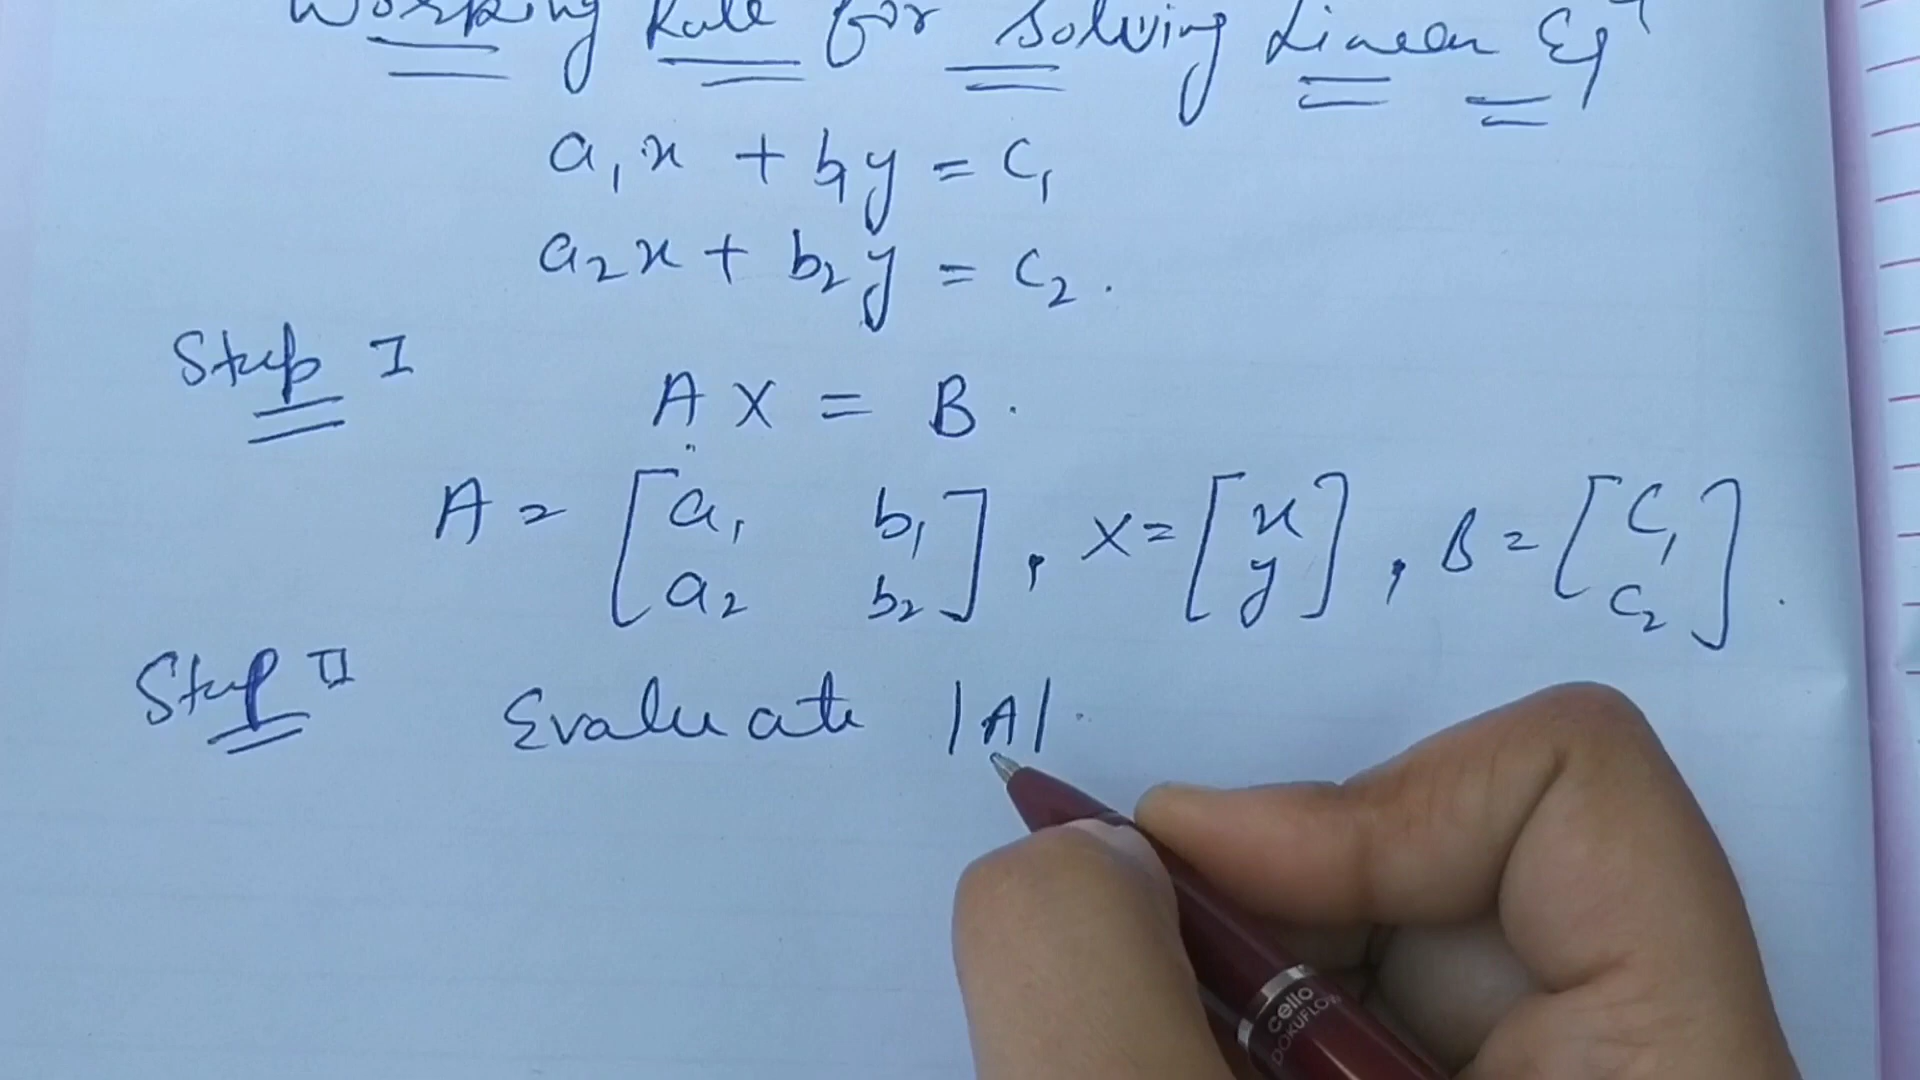 Working Rule for Solving Linear Eqⁿ
a₁x + b₁y = c₁
a₂x + b₂y = c₂.
Step I
AX = B.
A = [a₁ b₁ a₂ b₂], X = [x y], B = [c₁ c₂].
Step II Evaluate |A|.
cello
POKUFLO